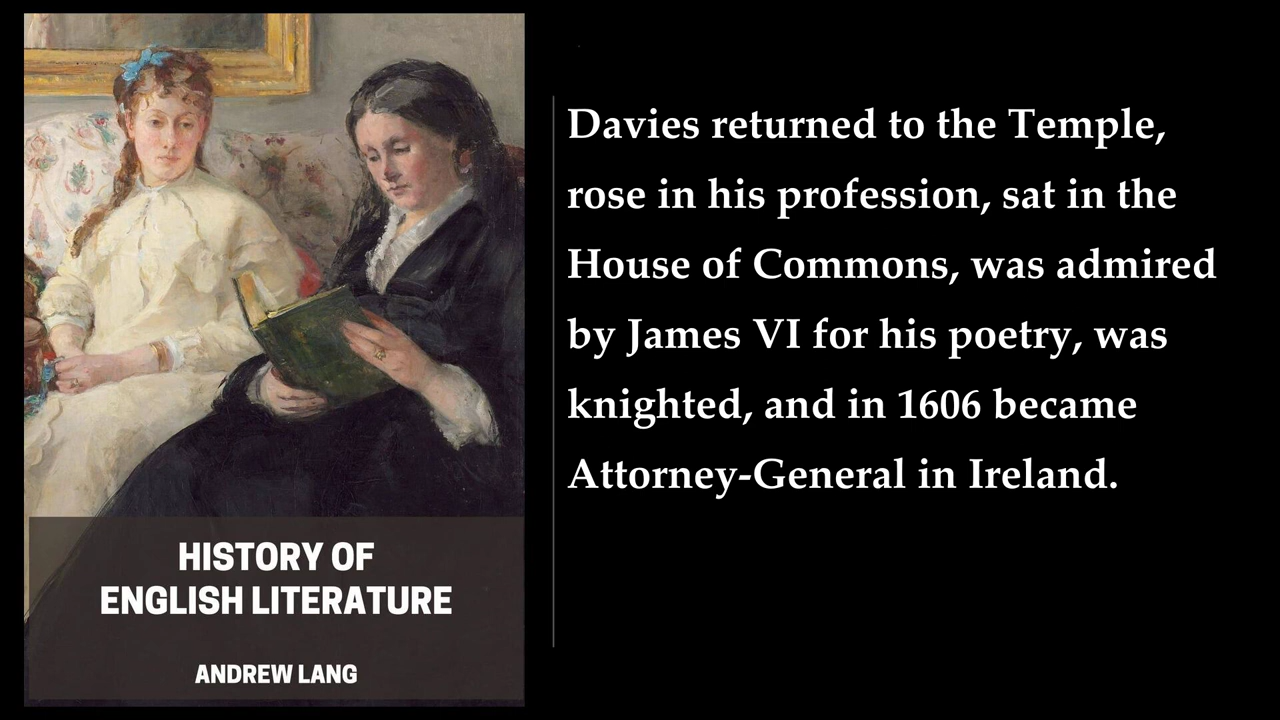 HISTORY OF
ENGLISH LITERATURE
ANDREW LANG
Davies returned to the Temple,
rose in his profession, sat in the
House of Commons, was admired
by James VI for his poetry, was
knighted, and in 1606 became
Attorney-General in Ireland.